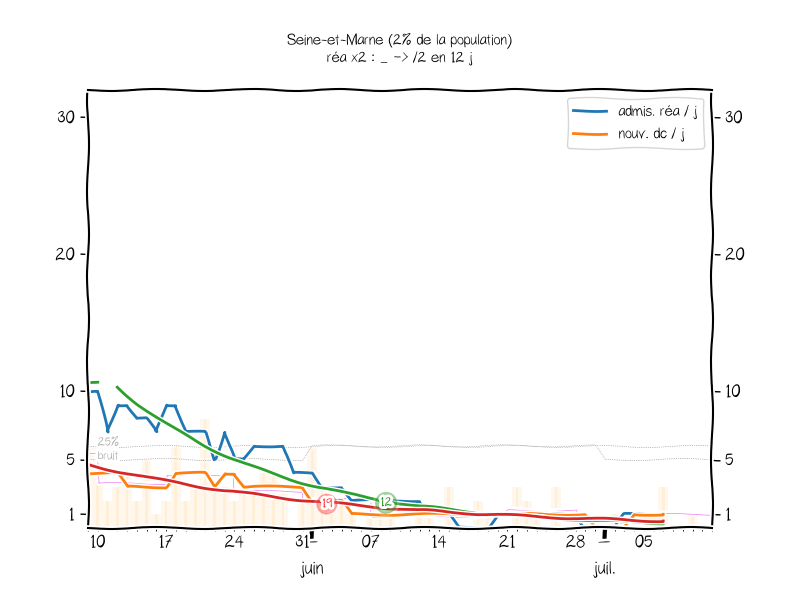 Seine-et-Marne (2% de la population)
réa x2 : _ -> /2 en 12 j
admis. réa / j
nouv. dc / j
30
30
20
20
10
10
25%
bruit
5
5
19
12
1
1
10 17 24 31 07 14 21 28 05
juin juil.